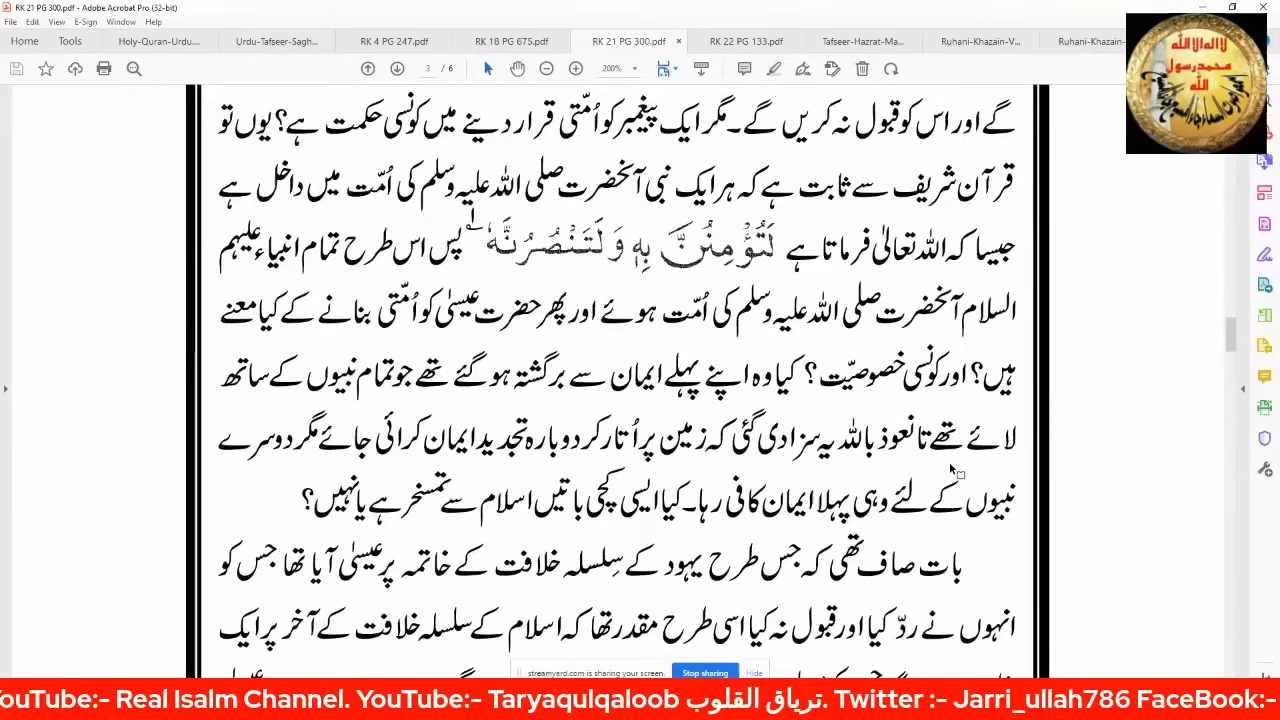 RK 21 PG 300.pdf - Adobe Acrobat Pro (32-bit)
File Edit View E-Sign Window Help
Home Tools Holy-Quran-Urdu.... Urdu-Tafseer-Sagh... RK 4 PG 247.pdf RK 18 PG 675.pdf RK 21 PG 300.pdf × RK 22 PG 133.pdf Tafseer-Hazrat-Ma... Ruhani-Khazain-V... Ruhani-Khazain-
3 / 6 200%
لا اله الا الله
محمد رسول
الله
گے اور اس کو قبول نہ کریں گے۔ مگر ایک پیغمبر کو اُمّتی قرار دینے میں کونسی حکمت ہے؟ یوں تو
قرآن شریف سے ثابت ہے کہ ہر ایک نبی آنحضرت صلی اللہ علیہ وسلم کی اُمّت میں داخل ہے
جیسا کہ اللہ تعالیٰ فرماتا ہے لَتُؤْمِنُنَّ بِهٖ وَ لَتَنْصُرُنَّهٗ ۱ پس اس طرح تمام انبیاء علیہم
السلام آنحضرت صلی اللہ علیہ وسلم کی اُمّت ہوئے اور پھر حضرت عیسیٰ کو اُمّتی بنانے کے کیا معنے
ہیں؟ اور کونسی خصوصیّت؟ کیا وہ اپنے پہلے ایمان سے برگشتہ ہو گئے تھے جو تمام نبیوں کے ساتھ
لائے تھے تا نعوذ باللہ یہ سزا دی گئی کہ زمین پر اُتار کر دوبارہ تجدید ایمان کرائی جائے مگر دوسرے
نبیوں کے لئے وہی پہلا ایمان کافی رہا۔ کیا ایسی کچی باتیں اسلام سے تمسخر ہے یا نہیں؟
بات صاف تھی کہ جس طرح یہود کے سِلسلہ خلافت کے خاتمہ پر عیسیٰ آیا تھا جس کو
انہوں نے ردّ کیا اور قبول نہ کیا اسی طرح مقدر تھا کہ اسلام کے سلسلہ خلافت کے آخر پر ایک
streamyard.com is sharing your screen. Stop sharing Hide
YouTube:- Real Isalm Channel. YouTube:- Taryaqulqaloob تریاق القلوب. Twitter :- Jarri_ullah786 FaceBook:-